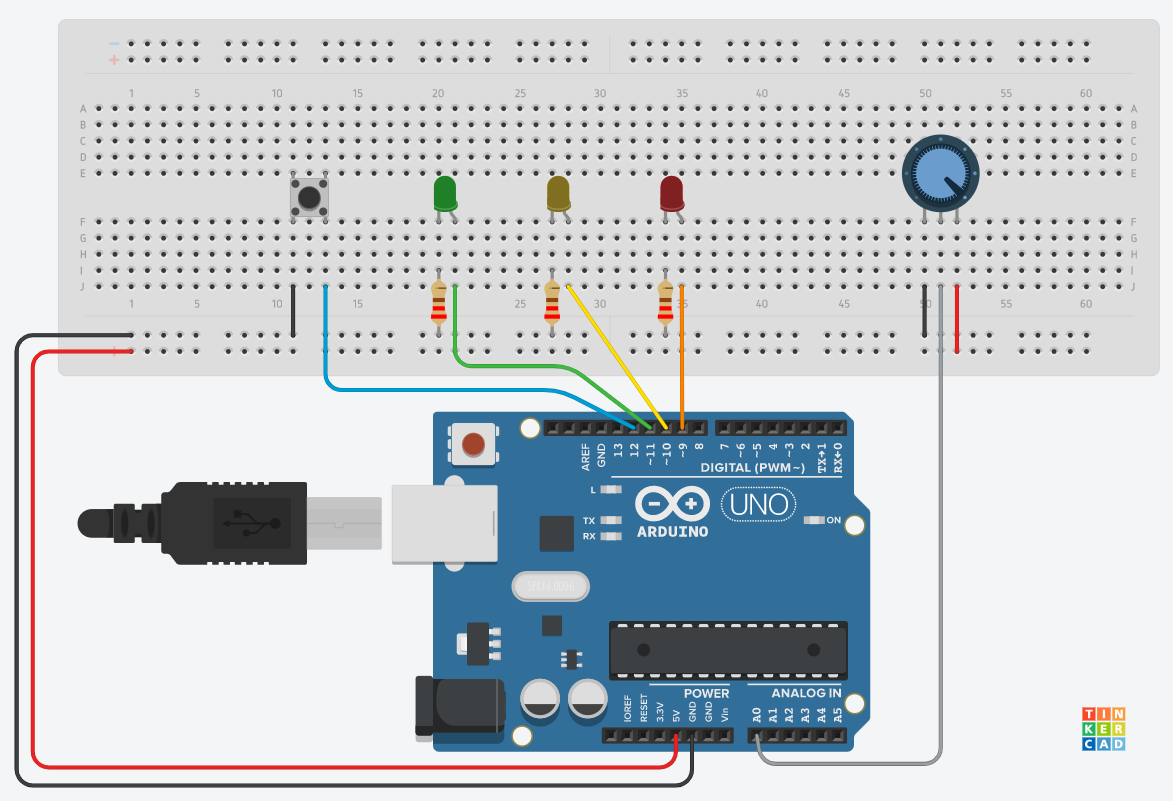 1 5 10 15 20 25 30 35 40 45 50 55 60
A A
B B
C C
D D
E E
F F
G G
H H
I I
J J
1 5 10 15 20 25 30 35 40 45 50 55 60
AREF GND 13 12 ~11 ~10 ~9 8 7 ~6 ~5 4 ~3 2 TX→1 RX←0
DIGITAL (PWM~)
L
TX
RX
ARDUINO
UNO
ON
POWER ANALOG IN
IOREF RESET 3.3V 5V GND GND Vin A0 A1 A2 A3 A4 A5
TIN
KER
CAD